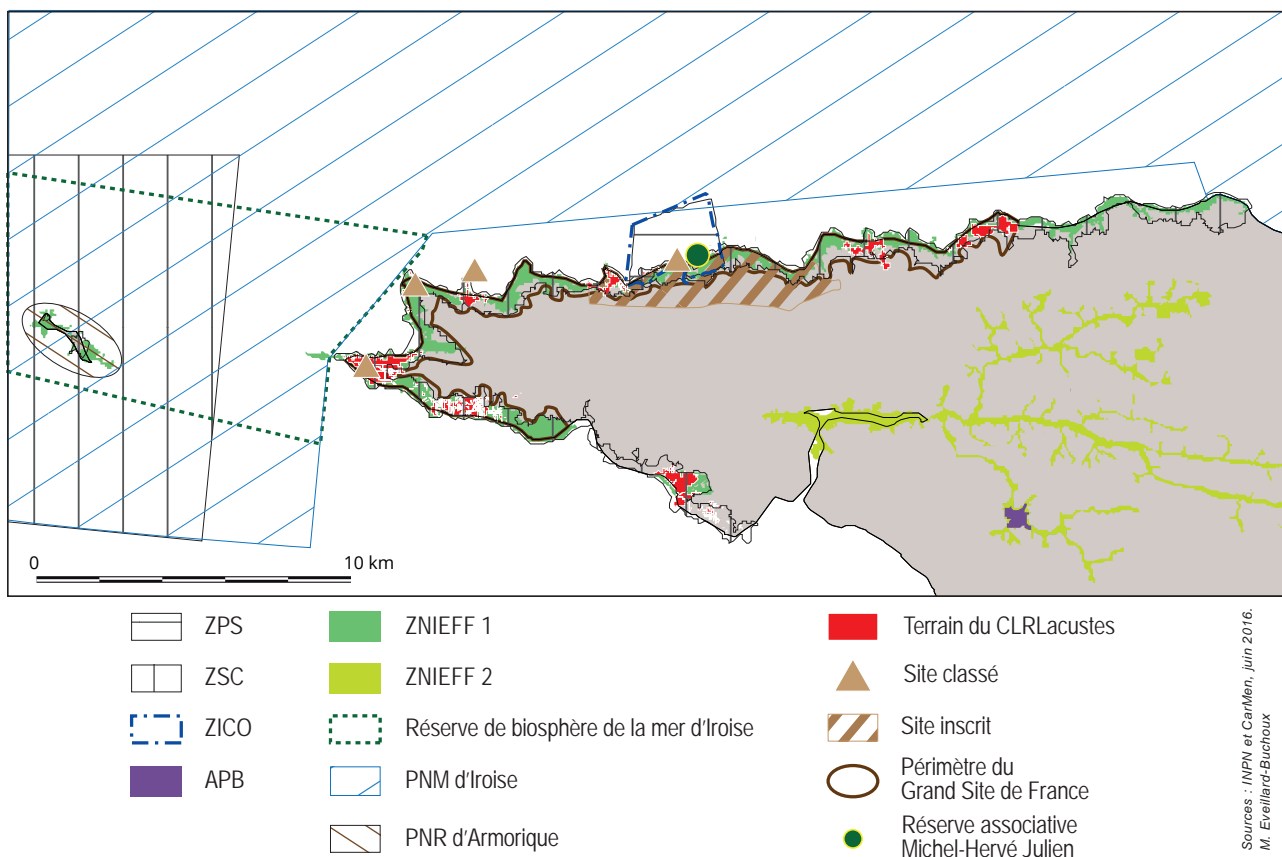 0
10 km
ZPS
ZSC
ZICO
APB
ZNIEFF 1
ZNIEFF 2
Réserve de biosphère de la mer d'Iroise
PNM d'Iroise
PNR d'Armorique
Terrain du CLRLacustes
Site classé
Site inscrit
Périmètre du
Grand Site de France
Réserve associative
Michel-Hervé Julien
Sources : INPN et CarMen, juin 2016.
M. Eveillard-Buchoux